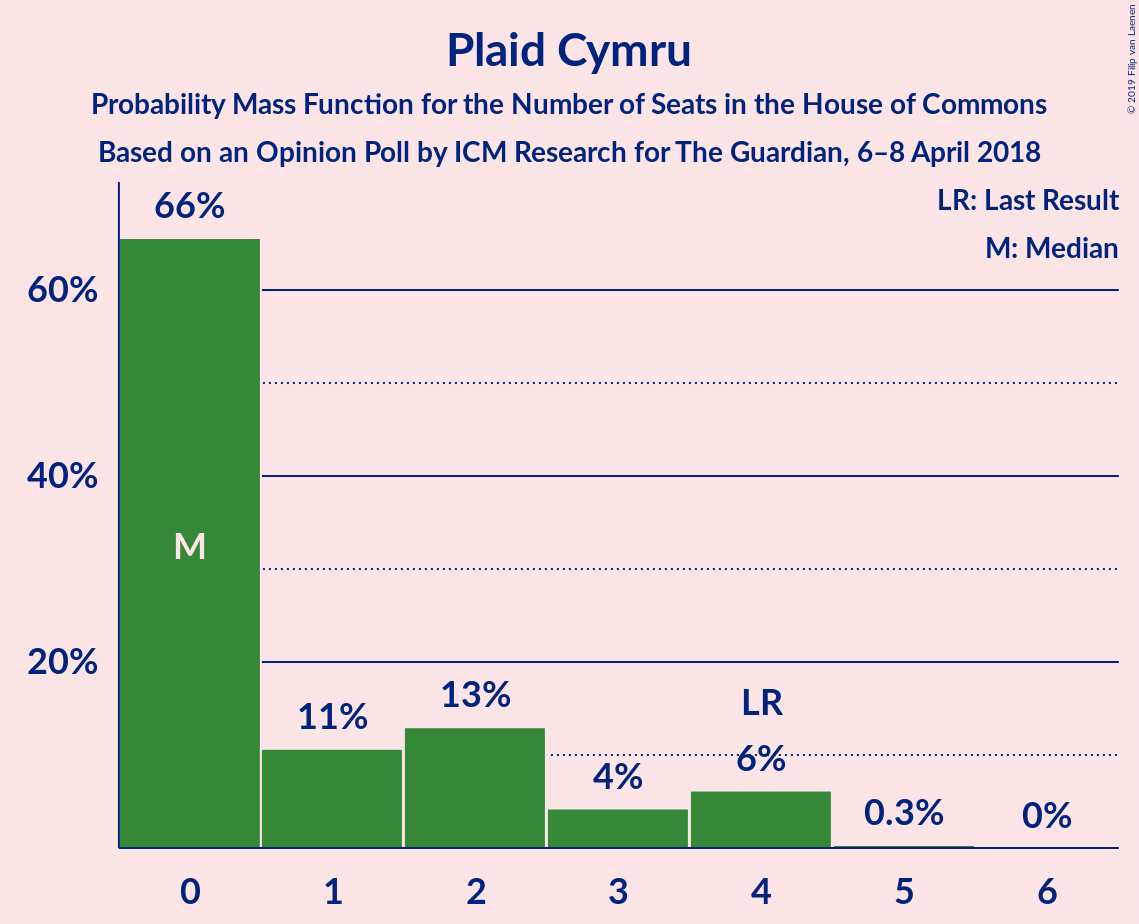 Plaid Cymru
Probability Mass Function for the Number of Seats in the House of Commons
Based on an Opinion Poll by ICM Research for The Guardian, 6–8 April 2018
© 2019 Filip van Laenen
LR: Last Result
M: Median
66%
60%
40%
20%
M
11%
13%
4%
LR
6%
0.3%
0%
0 1 2 3 4 5 6